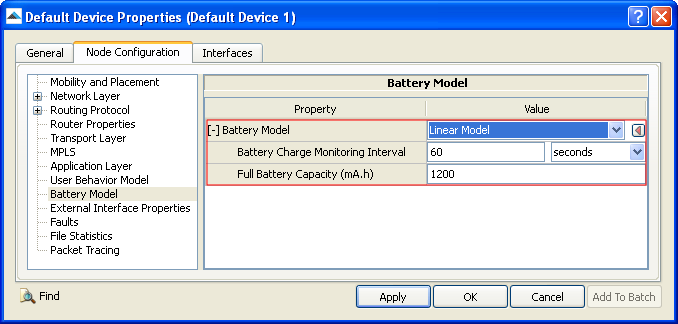 Default Device Properties (Default Device 1)
General Node Configuration Interfaces
Mobility and Placement
Network Layer
Routing Protocol
Router Properties
Transport Layer
MPLS
Application Layer
User Behavior Model
Battery Model
External Interface Properties
Faults
File Statistics
Packet Tracing
Battery Model
Property Value
[-] Battery Model Linear Model
Battery Charge Monitoring Interval 60 seconds
Full Battery Capacity (mA.h) 1200
Find Apply OK Cancel Add To Batch